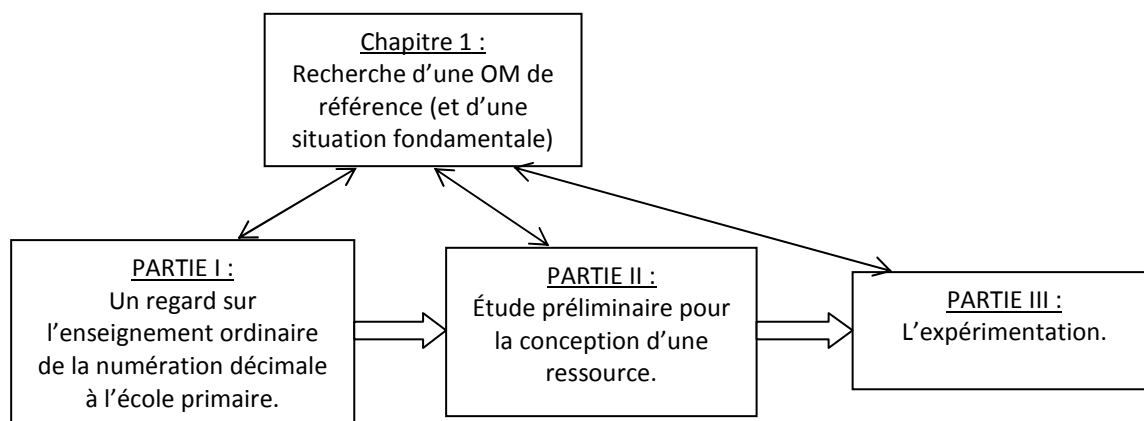 Chapitre 1 :
Recherche d’une OM de
référence (et d’une
situation fondamentale)
PARTIE I :
Un regard sur
l’enseignement ordinaire
de la numération décimale
à l’école primaire.
PARTIE II :
Étude préliminaire pour
la conception d’une
ressource.
PARTIE III :
L’expérimentation.